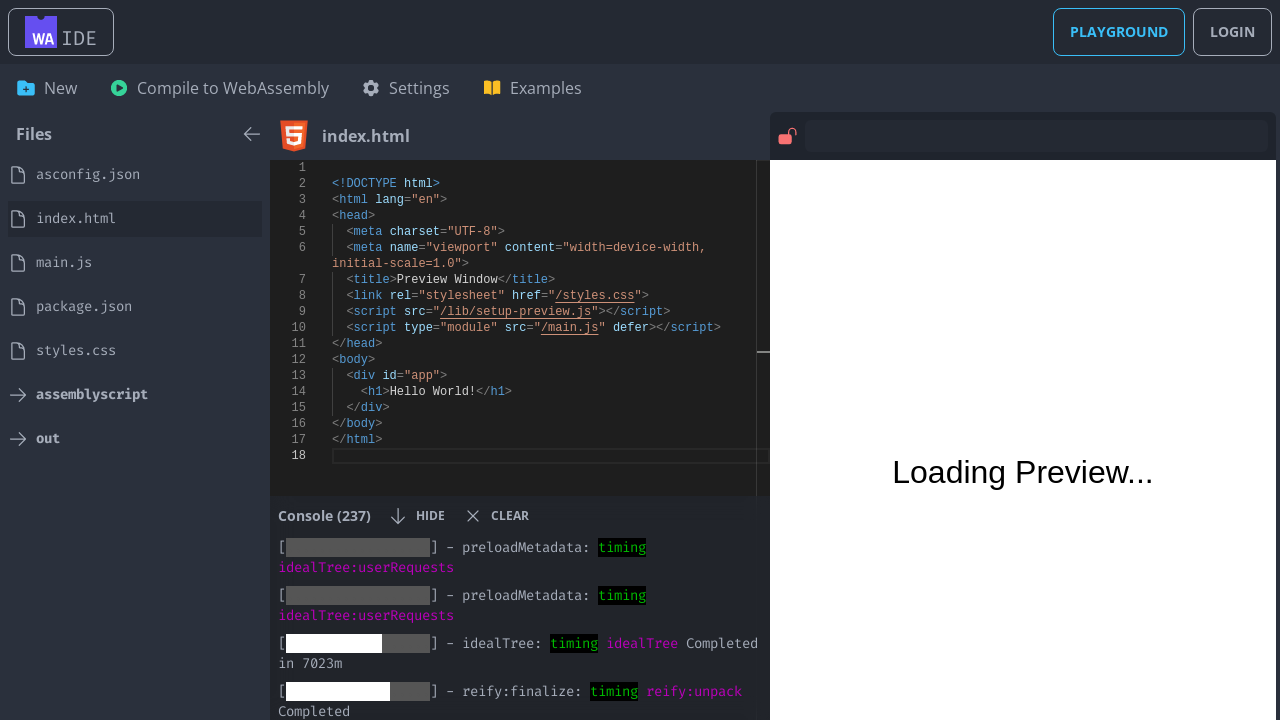 WA IDE
PLAYGROUND
LOGIN
New
Compile to WebAssembly
Settings
Examples
Files
asconfig.json
index.html
main.js
package.json
styles.css
assemblyscript
out
index.html
1
2 <!DOCTYPE html>
3 <html lang="en">
4 <head>
5 <meta charset="UTF-8">
6 <meta name="viewport" content="width=device-width,
initial-scale=1.0">
7 <title>Preview Window</title>
8 <link rel="stylesheet" href="/styles.css">
9 <script src="/lib/setup-preview.js"></script>
10 <script type="module" src="/main.js" defer></script>
11 </head>
12 <body>
13 <div id="app">
14 <h1>Hello World!</h1>
15 </div>
16 </body>
17 </html>
18
Console (237)
HIDE
CLEAR
[ ] - preloadMetadata: timing
idealTree:userRequests
[ ] - preloadMetadata: timing
idealTree:userRequests
[ ] - idealTree: timing idealTree Completed
in 7023m
[ ] - reify:finalize: timing reify:unpack
Completed
Loading Preview...